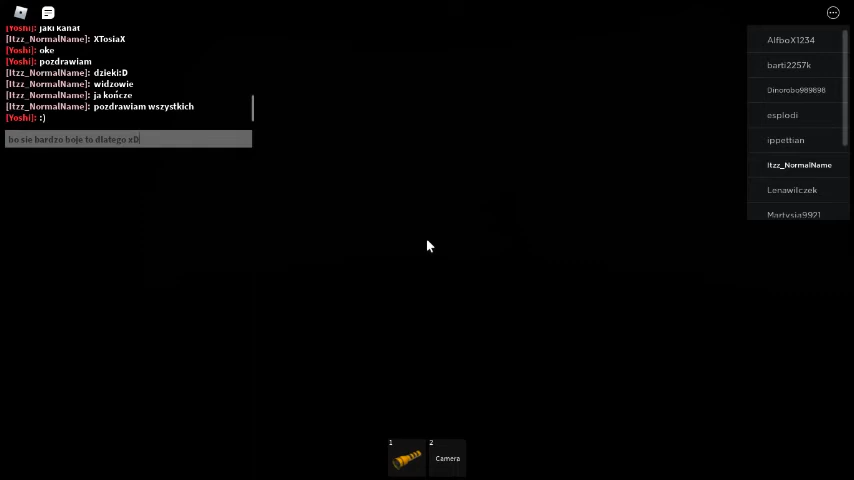 [Yoshi]: jaki kanał
[Itzz_NormalName]: XTosiaX
[Yoshi]: oke
[Yoshi]: pozdrawiam
[Itzz_NormalName]: dzieki:D
[Itzz_NormalName]: widzowie
[Itzz_NormalName]: ja kończe
[Itzz_NormalName]: pozdrawiam wszystkich
[Yoshi]: :)
bo sie bardzo boje to dlatego xD
AlfboX1234
barti2257k
Dinorobo989898
esplodi
ippettian
Itzz_NormalName
Lenawilczek
Martysia9921
1
2
Camera